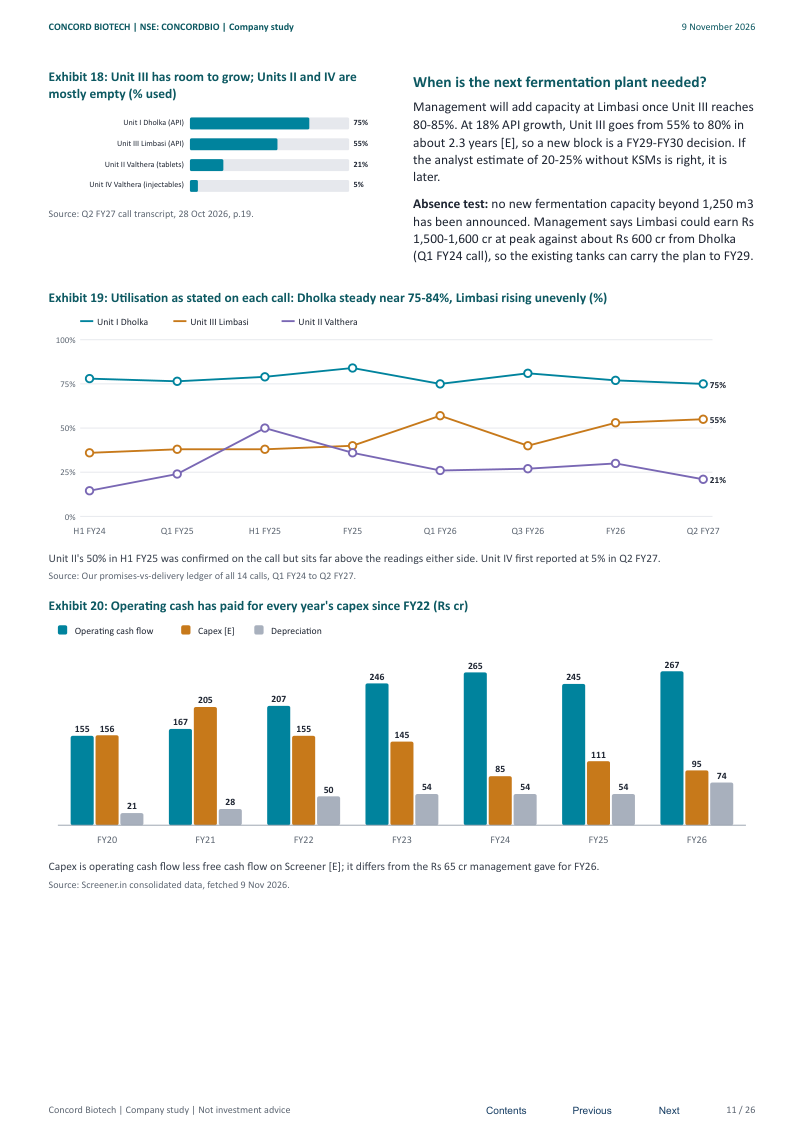 CONCORD BIOTECH | NSE: CONCORDBIO | Company study
9 November 2026
Exhibit 18: Unit III has room to grow; Units II and IV are
mostly empty (% used)
Unit I Dholka (API)
75%
Unit III Limbasi (API)
55%
Unit II Valthera (tablets)
21%
Unit IV Valthera (injectables)
5%
Source: Q2 FY27 call transcript, 28 Oct 2026, p.19.
When is the next fermentation plant needed?
Management will add capacity at Limbasi once Unit III reaches
80-85%. At 18% API growth, Unit III goes from 55% to 80% in
about 2.3 years [E], so a new block is a FY29-FY30 decision. If
the analyst estimate of 20-25% without KSMs is right, it is
later.
Absence test: no new fermentation capacity beyond 1,250 m3
has been announced. Management says Limbasi could earn Rs
1,500-1,600 cr at peak against about Rs 600 cr from Dholka
(Q1 FY24 call), so the existing tanks can carry the plan to FY29.
Exhibit 19: Utilisation as stated on each call: Dholka steady near 75-84%, Limbasi rising unevenly (%)
Unit I Dholka
Unit III Limbasi
Unit II Valthera
100%
75%
50%
25%
0%
75%
55%
21%
H1 FY24
Q1 FY25
H1 FY25
FY25
Q1 FY26
Q3 FY26
FY26
Q2 FY27
Unit II's 50% in H1 FY25 was confirmed on the call but sits far above the readings either side. Unit IV first reported at 5% in Q2 FY27.
Source: Our promises-vs-delivery ledger of all 14 calls, Q1 FY24 to Q2 FY27.
Exhibit 20: Operating cash has paid for every year's capex since FY22 (Rs cr)
Operating cash flow
Capex [E]
Depreciation
155
156
21
167
205
28
207
155
50
246
145
54
265
85
54
245
111
54
267
95
74
FY20
FY21
FY22
FY23
FY24
FY25
FY26
Capex is operating cash flow less free cash flow on Screener [E]; it differs from the Rs 65 cr management gave for FY26.
Source: Screener.in consolidated data, fetched 9 Nov 2026.
Concord Biotech | Company study | Not investment advice
Contents
Previous
Next
11 / 26